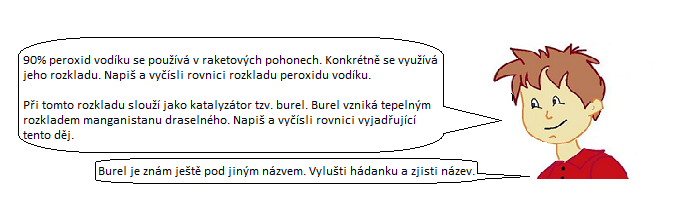 90% peroxid vodíku se používá v raketových pohonech. Konkrétně se využívá
jeho rozkladu. Napiš a vyčísli rovnici rozkladu peroxidu vodíku.
Při tomto rozkladu slouží jako katalyzátor tzv. burel. Burel vzniká tepelným
rozkladem manganistanu draselného. Napiš a vyčísli rovnici vyjadřující
tento děj.
Burel je znám ještě pod jiným názvem. Vylušti hádanku a zjisti název.